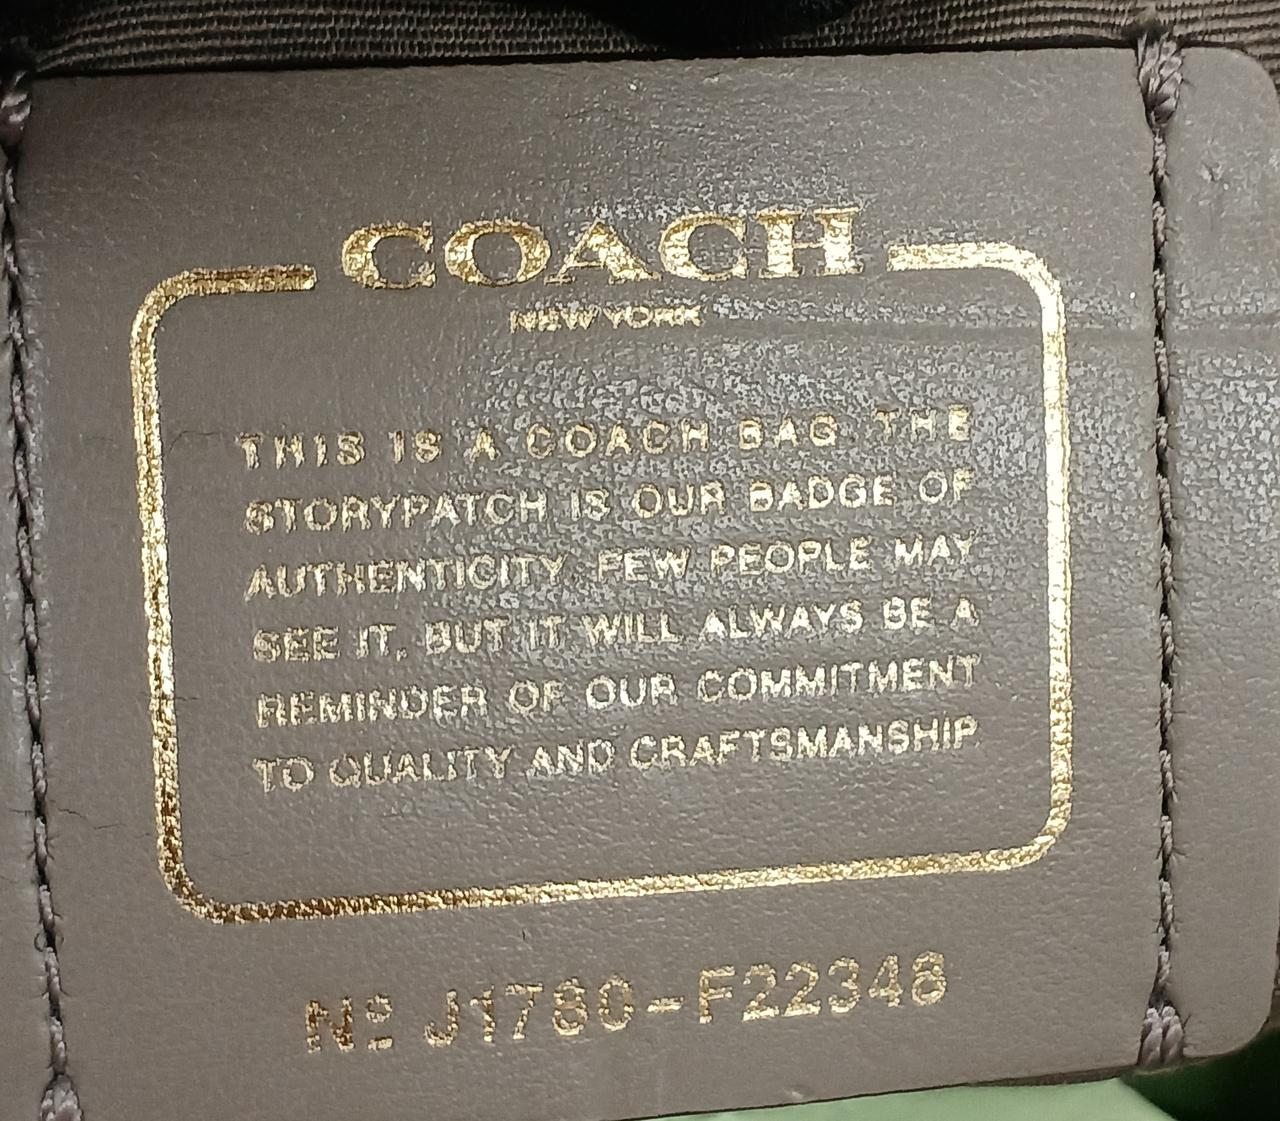 COACH
NEW YORK
THIS IS A COACH BAG. THE
STORYPATCH IS OUR BADGE OF
AUTHENTICITY. FEW PEOPLE MAY
SEE IT, BUT IT WILL ALWAYS BE A
REMINDER OF OUR COMMITMENT
TO QUALITY AND CRAFTSMANSHIP.
Nº J1780-F22348